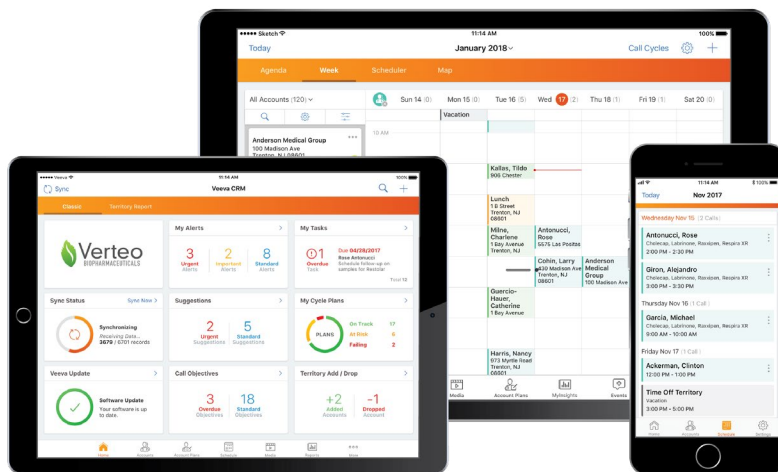 Sketch
11:14 AM
100%
Today
January 2018
Call Cycles
Agenda
Week
Scheduler
Map
All Accounts (120)
Sun 14 (0)
Mon 15 (0)
Tue 16 (5)
Wed 17 (2)
Thu 18 (1)
Fri 19 (1)
Sat 20 (0)
Vacation
10 AM
Anderson Medical Group
100 Madison Ave
Trenton, NJ 08601
Kallas, Tildo
906 Chester
Lunch
1 B Street
Trenton, NJ
08601
Milne,
Charlene
1 Bay Avenue
Trenton, NJ
Antonucci,
Rose
5575 Las Positas
Cohin, Larry
Trenton, NJ
08601
Anderson
Medical
Group
100 Madison Ave
Guercio-
Hauer,
Catherine
1 Bay Avenue
Harris, Nancy
973 Myrtle Road
Trenton, NJ
08601
Media
Account Plans
MyInsights
Events
Veeva
11:14 AM
100%
Sync
Veeva CRM
Classic
Territory Report
Verteo
BIOPHARMACEUTICALS
My Alerts
3
Urgent
Alerts
2
Important
Alerts
8
Standard
Alerts
My Tasks
1
Overdue
Task
Due 04/28/2017
Rose Antonucci
Schedule follow-up on
samples for Restolar
Total 12
Sync Status
Sync Now
Synchronizing
Receiving Data...
3679 / 6701 records
Suggestions
2
Urgent
Suggestions
5
Standard
Suggestions
My Cycle Plans
PLANS
On Track 17
At Risk
Failing 2
Veeva Update
Software Update
Your software is up
to date.
Call Objectives
3
Overdue
Objectives
18
Standard
Objectives
Territory Add / Drop
+2
Added
Accounts
-1
Dropped
Account
Home
Accounts
Account Plans
Schedule
Media
Reports
More
11:14 AM
100%
Today
Nov 2017
Wednesday Nov 15 (2 Calls)
Antonucci, Rose
Cholecap, Labrinone, Raxxipen, Respira XR
2:00 PM - 2:30 PM
Giron, Alejandro
Cholecap, Labrinone, Raxxipen, Respira XR
3:00 PM - 3:30 PM
Thursday Nov 16 (1 Call)
Garcia, Michael
Cholecap, Labrinone, Raxxipen, Respira XR
9:00 AM - 10:00 AM
Friday Nov 17 (1 Call)
Ackerman, Clinton
12:00 PM - 1:00 PM
Time Off Territory
Vacation
3:00 PM - 5:00 PM
Home
Accounts
Schedule
Settings